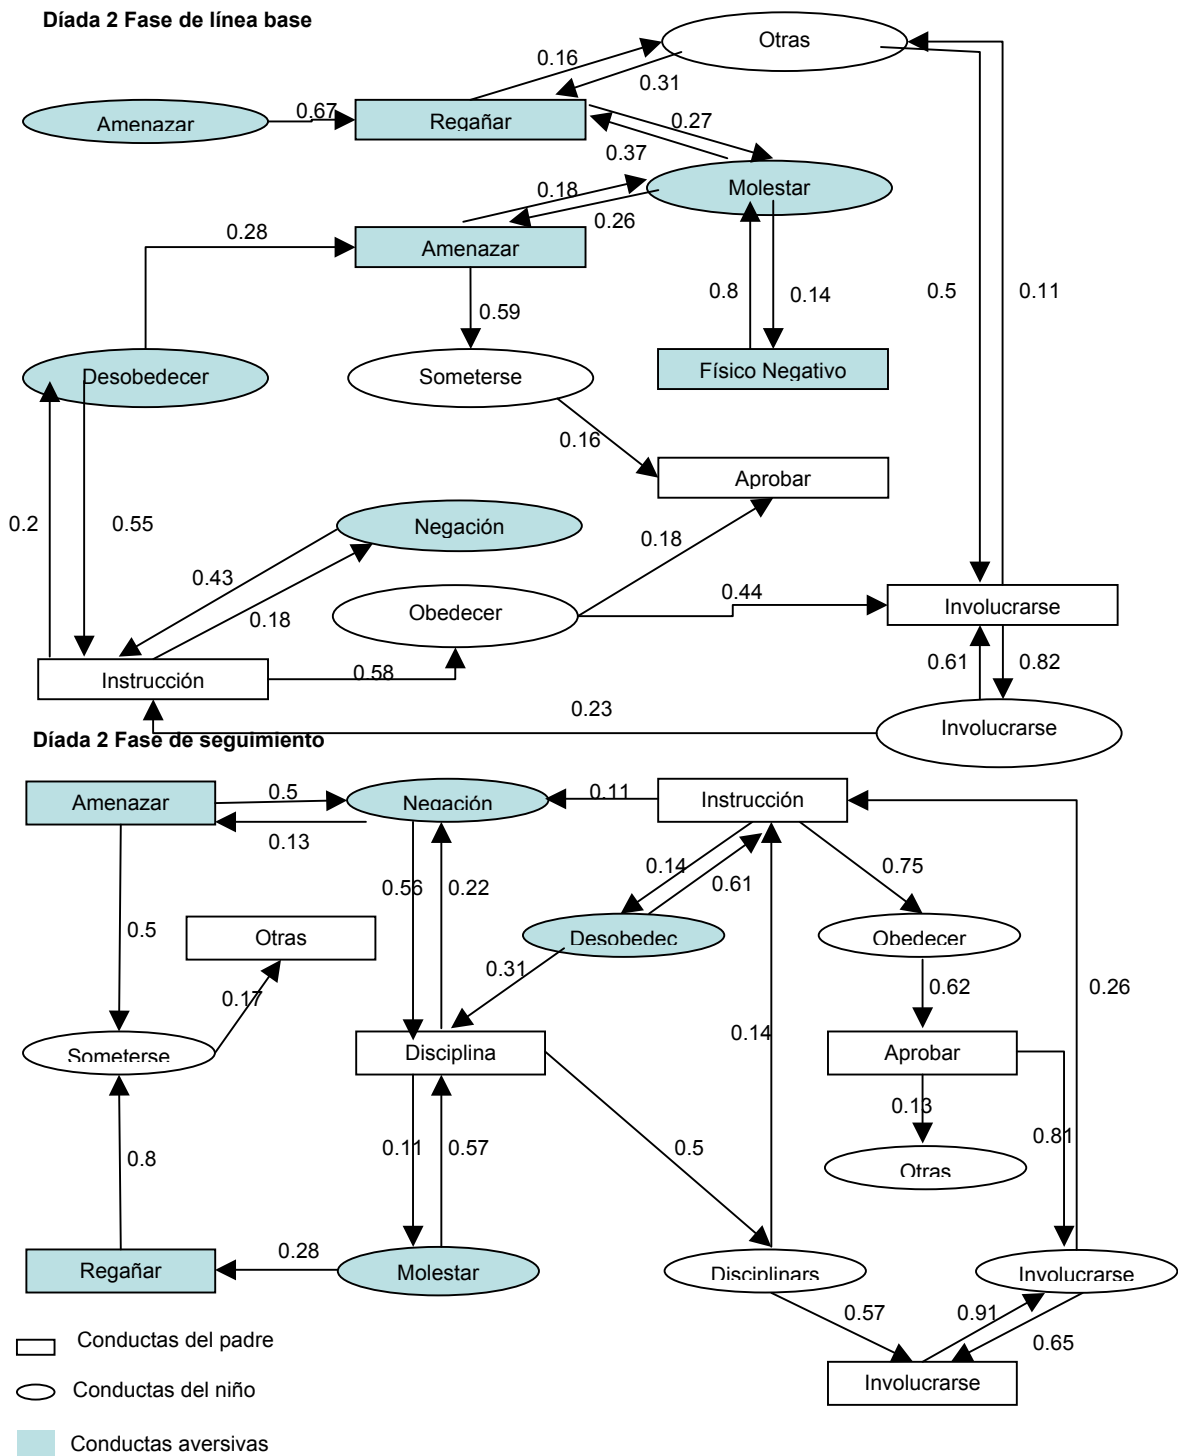 Díada 2 Fase de línea base
Otras
0.16
0.31
Amenazar
0.67
Regañar
0.27
0.37
Molestar
0.18
0.26
0.28
Amenazar
0.8
0.14
0.5
0.11
0.59
Desobedecer
Someterse
Físico Negativo
0.16
Aprobar
0.2
0.55
Negación
0.18
0.43
0.44
Obedecer
Involucrarse
0.18
0.58
0.61
0.82
Instrucción
0.23
Involucrarse
Díada 2 Fase de seguimiento
Amenazar
0.5
Negación
0.11
Instrucción
0.13
0.14
0.61
0.75
0.56
0.22
0.5
Otras
Desobedec
Obedecer
0.31
0.17
0.62
0.26
0.14
Someterse
Disciplina
Aprobar
0.13
0.81
0.8
0.11
0.57
0.5
Otras
0.28
Regañar
Molestar
Disciplinars
Involucrarse
0.57
0.91
0.65
Conductas del padre
Involucrarse
Conductas del niño
Conductas aversivas